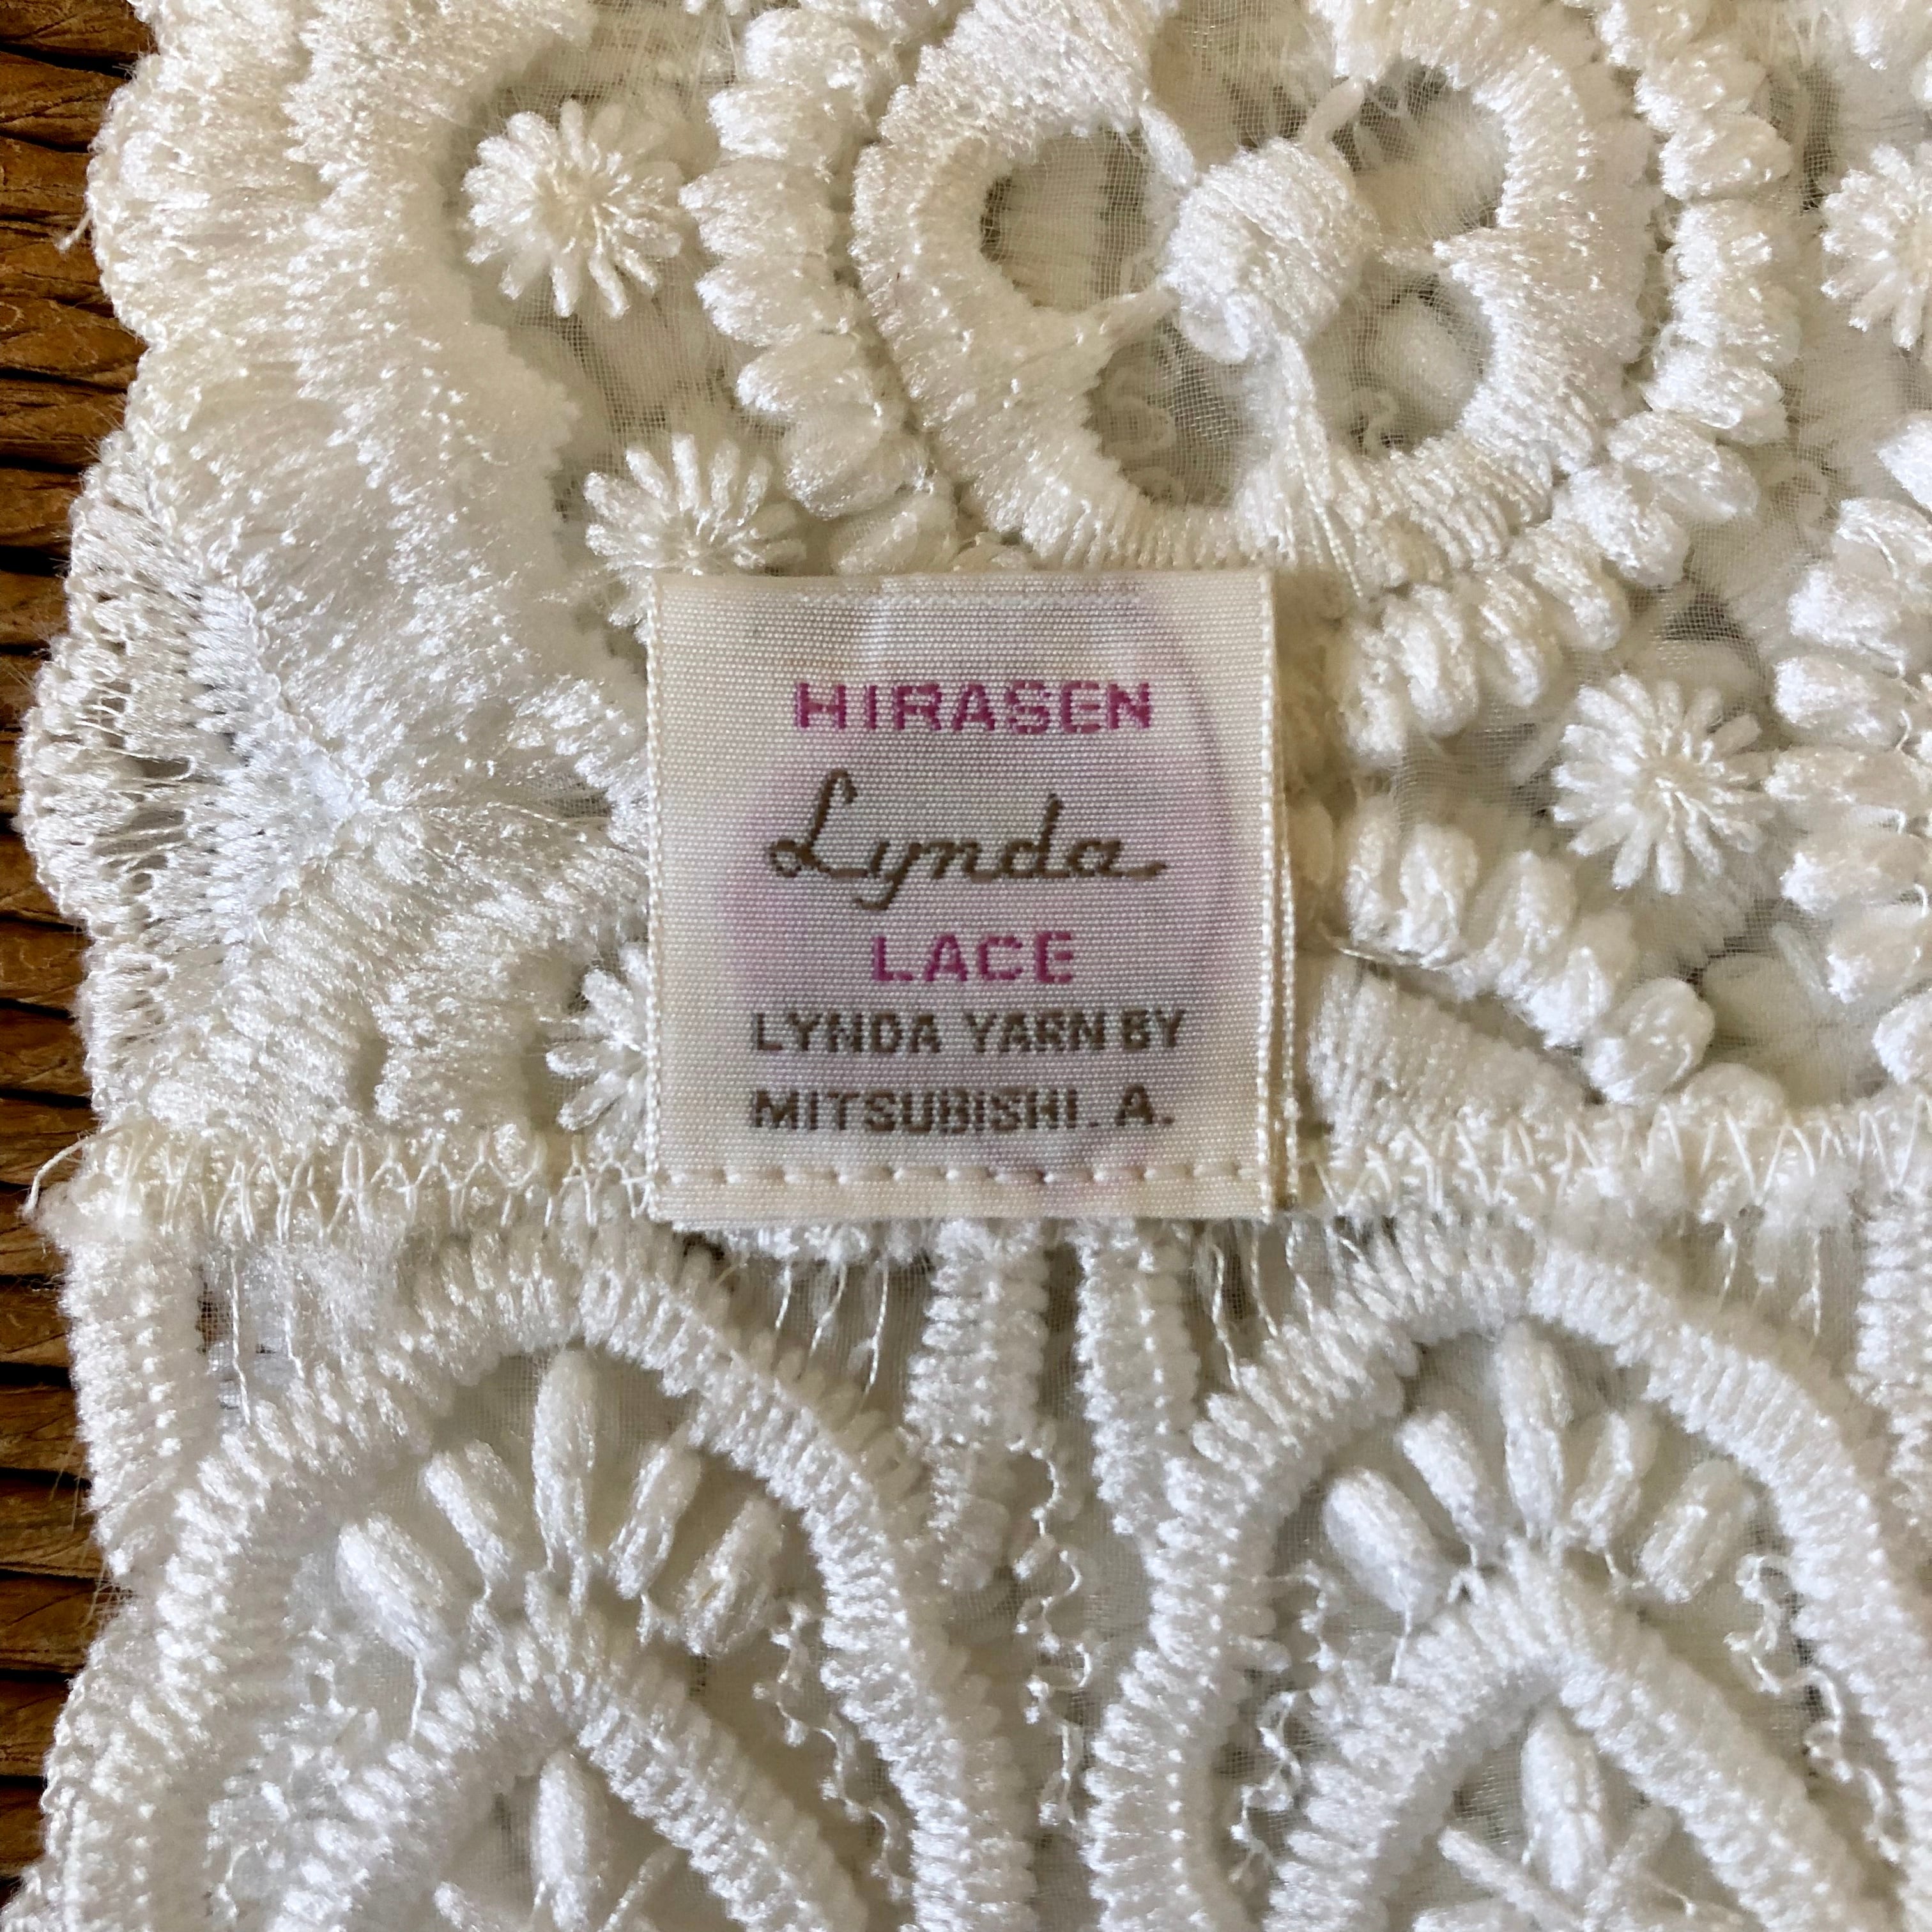 HIRASEN
Lynda.
LACE
LYNDA YARN BY
MITSUBISHI. A.